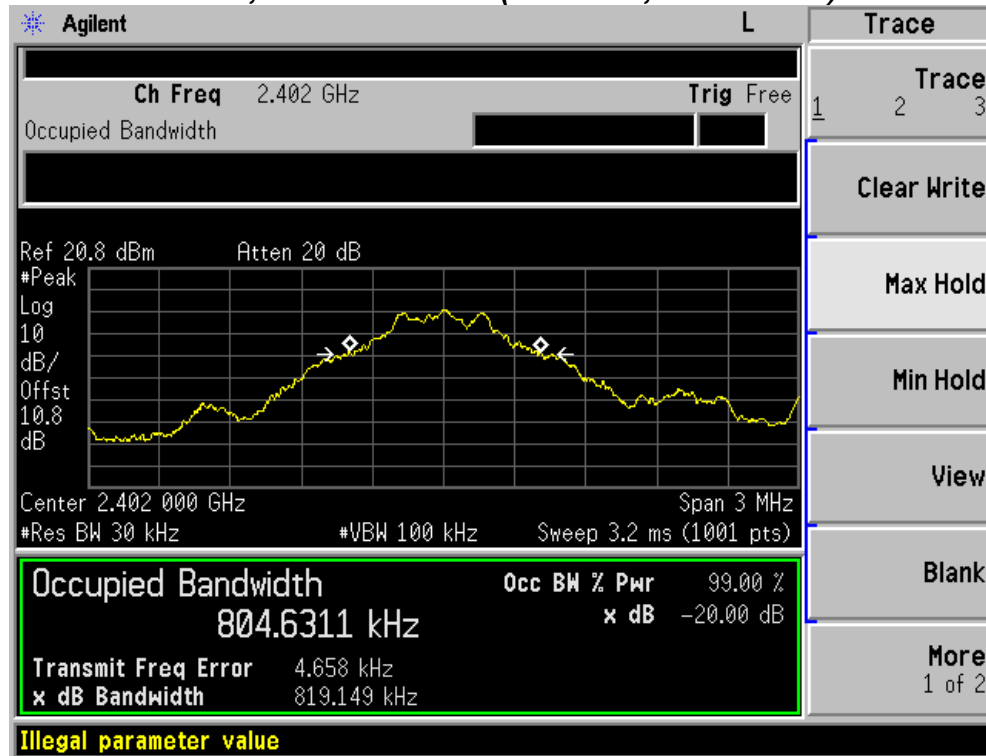 Agilent L Trace
Ch Freq 2.402 GHz Trig Free
Occupied Bandwidth
Trace
1 2 3
Clear Write
Max Hold
Min Hold
View
Blank
More
1 of 2
Ref 20.8 dBm Atten 20 dB
#Peak
Log
10
dB/
Offst
10.8
dB
Center 2.402 000 GHz Span 3 MHz
#Res BW 30 kHz #VBW 100 kHz Sweep 3.2 ms (1001 pts)
Occupied Bandwidth Occ BW % Pwr 99.00 %
804.6311 kHz x dB -20.00 dB
Transmit Freq Error 4.658 kHz
x dB Bandwidth 819.149 kHz
Illegal parameter value